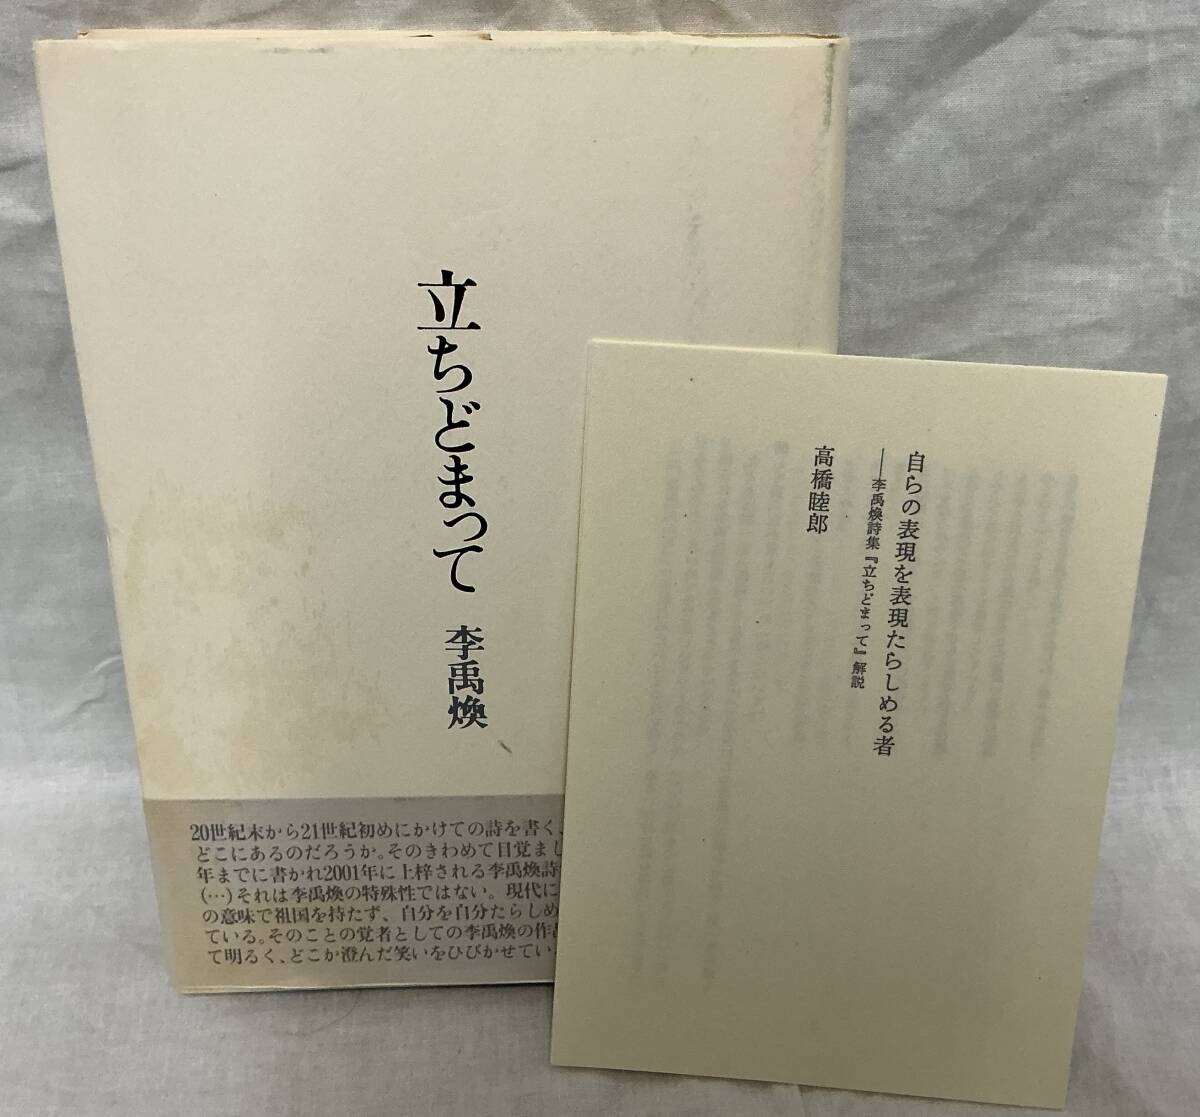 立ちどまって
李禹煥
20世紀末から21世紀初めにかけての詩を書く、
どこにあるのだろうか。そのきわめて目覚まし
年までに書かれ2001年に上梓される李禹煥詩
(…)それは李禹煥の特殊性ではない。現代に
の意味で祖国を持たず、自分を自分たらしめ
ている。そのことの覚者としての李禹煥の作品
て明るく、どこか澄んだ笑いをひびかせてい
自らの表現を表現たらしめる者
──李禹煥詩集『立ちどまって』解説
高橋睦郎